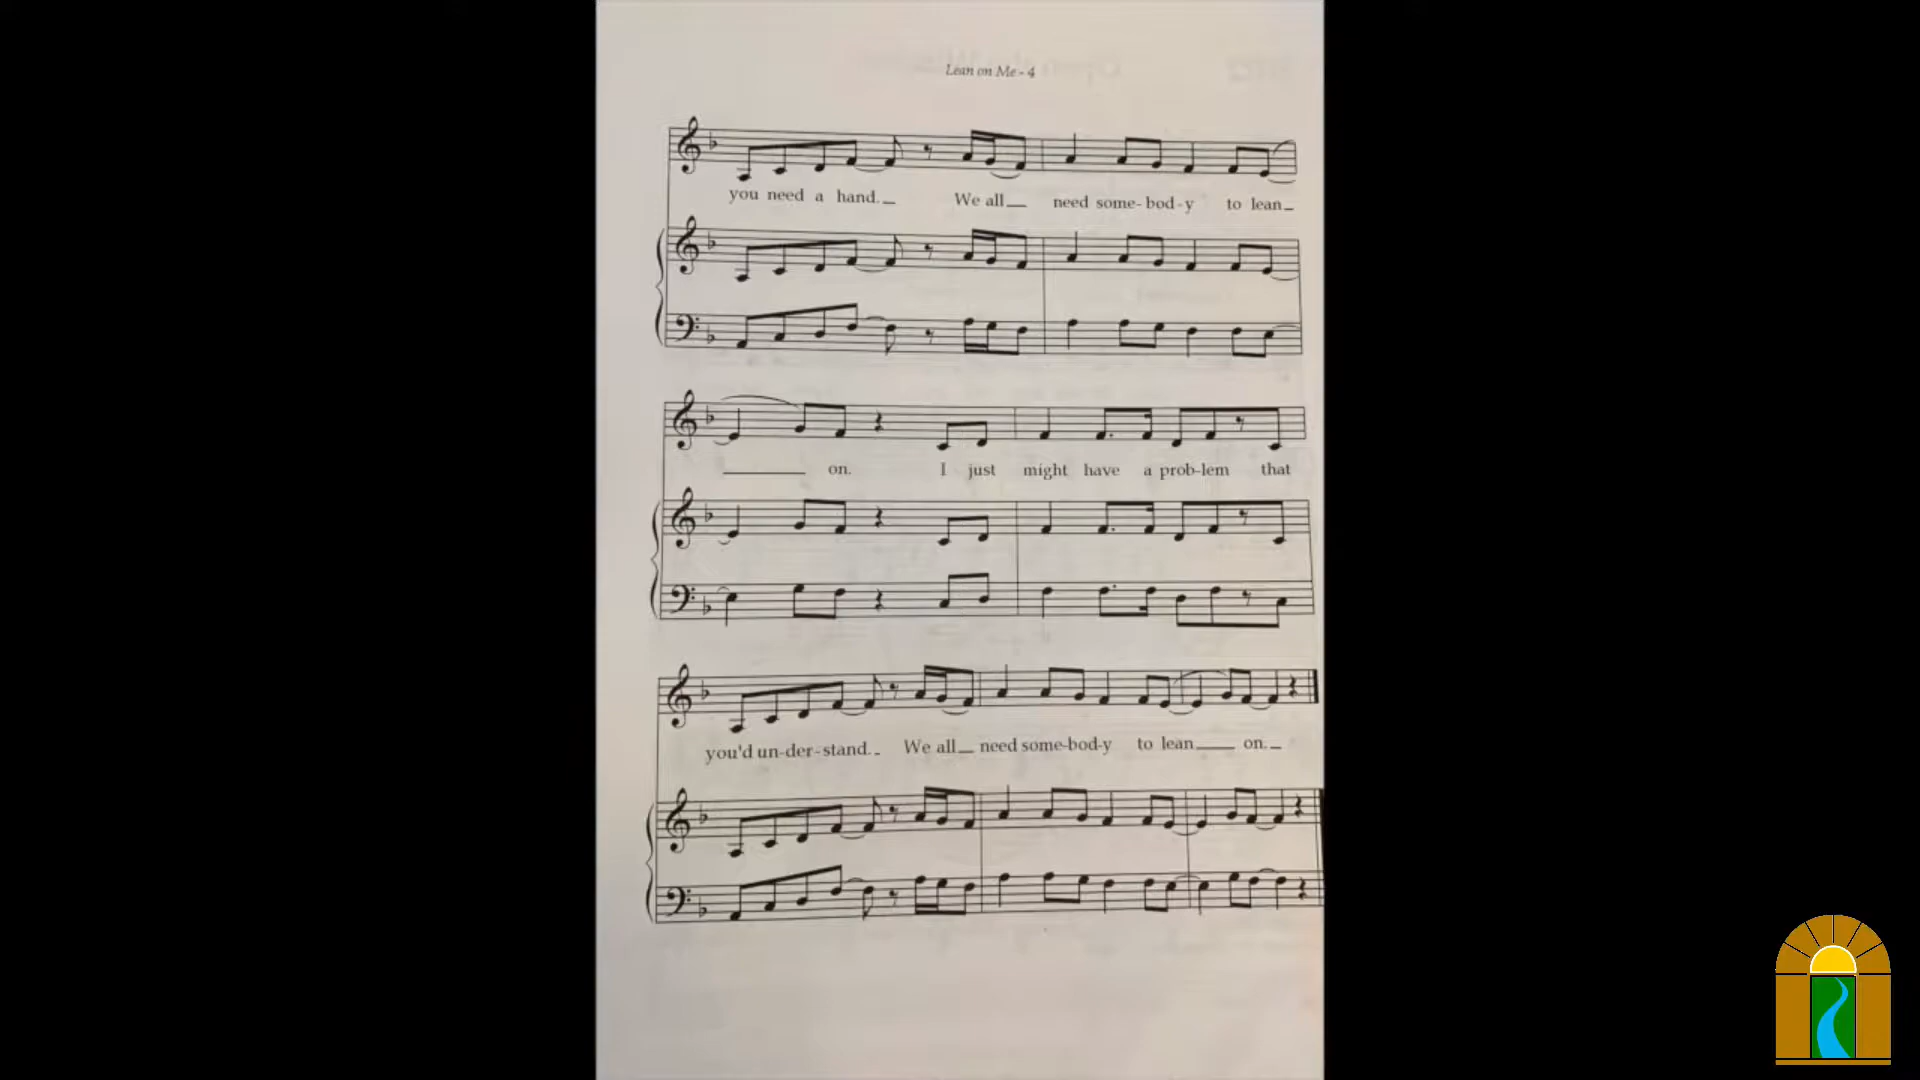 Lean on Me - 4
you need a hand. We all need some-bod-y to lean
on. I just might have a prob-lem that
you'd un-der-stand. We all need some-bod-y to lean on.